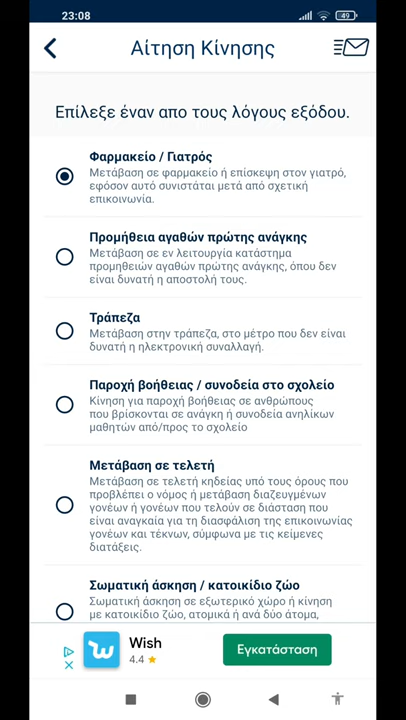 23:08
49
Αίτηση Κίνησης
Επίλεξε έναν απο τους λόγους εξόδου.
Φαρμακείο / Γιατρός
Μετάβαση σε φαρμακείο ή επίσκεψη στον γιατρό,
εφόσον αυτό συνιστάται μετά από σχετική
επικοινωνία.
Προμήθεια αγαθών πρώτης ανάγκης
Μετάβαση σε εν λειτουργία κατάστημα
προμηθειών αγαθών πρώτης ανάγκης, όπου δεν
είναι δυνατή η αποστολή τους.
Τράπεζα
Μετάβαση στην τράπεζα, στο μέτρο που δεν είναι
δυνατή η ηλεκτρονική συναλλαγή.
Παροχή βοήθειας / συνοδεία στο σχολείο
Κίνηση για παροχή βοήθειας σε ανθρώπους
που βρίσκονται σε ανάγκη ή συνοδεία ανηλίκων
μαθητών από/προς το σχολείο
Μετάβαση σε τελετή
Μετάβαση σε τελετή κηδείας υπό τους όρους που
προβλέπει ο νόμος ή μετάβαση διαζευγμένων
γονέων ή γονέων που τελούν σε διάσταση που
είναι αναγκαία για τη διασφάλιση της επικοινωνίας
γονέων και τέκνων, σύμφωνα με τις κείμενες
διατάξεις.
Σωματική άσκηση / κατοικίδιο ζώο
Σωματική άσκηση σε εξωτερικό χώρο ή κίνηση
με κατοικίδιο ζώο, ατομικά ή ανά δύο άτομα,
Wish
4.4
Εγκατάσταση